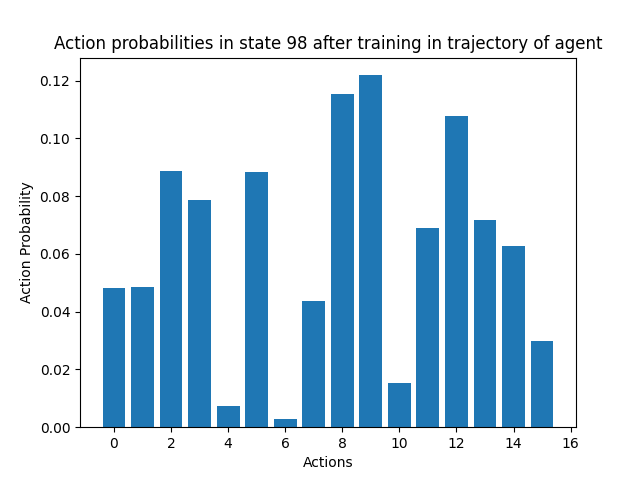 Action probabilities in state 98 after training in trajectory of agent
0.12
0.10
0.08
0.06
0.04
0.02
0.00
Action Probability
0 2 4 6 8 10 12 14 16
Actions